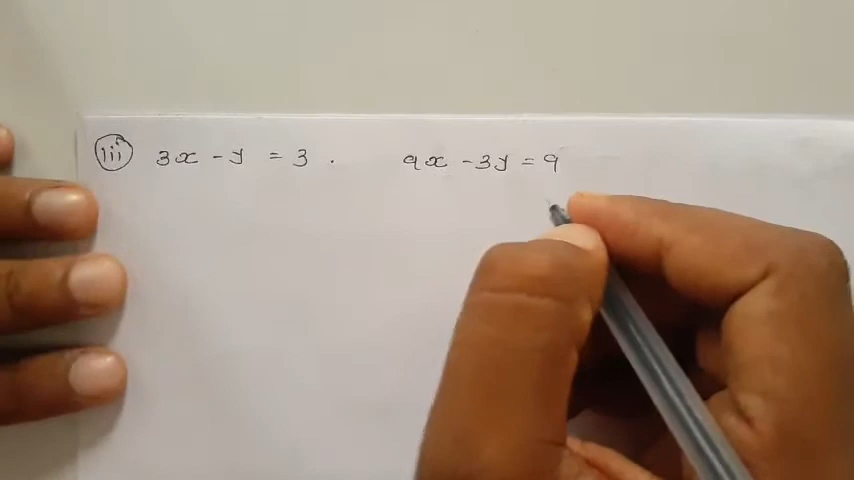 (iii) 3x - y = 3 . 9x - 3y = 9